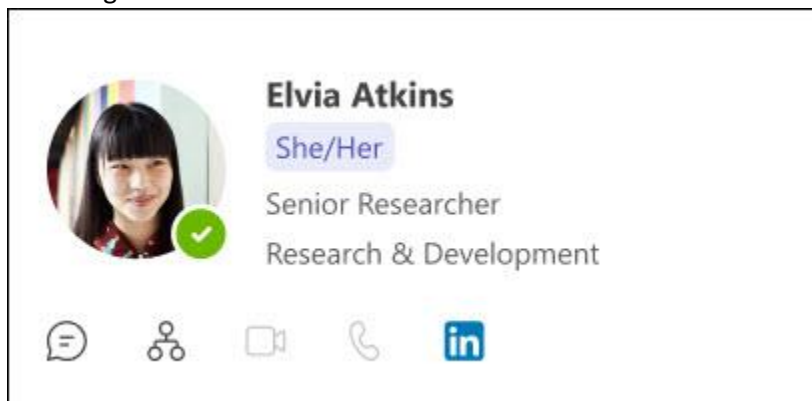 Elvia Atkins
She/Her
Senior Researcher
Research & Development
in